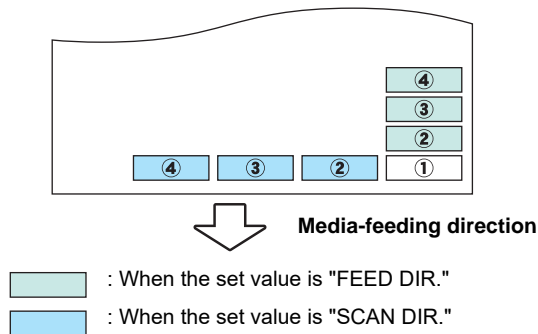 ④
③
②
④ ③ ② ①
Media-feeding direction
: When the set value is "FEED DIR."
: When the set value is "SCAN DIR."